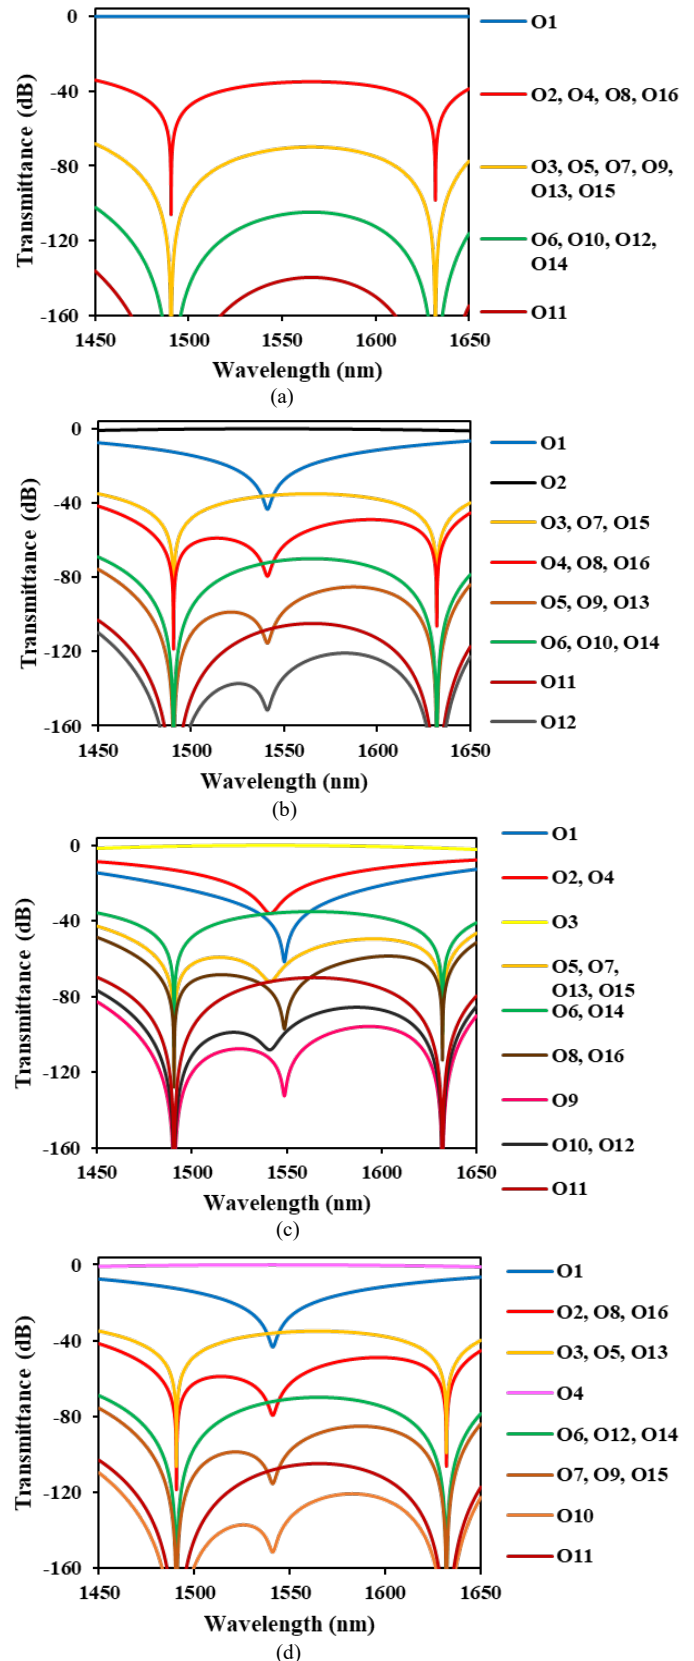 0
-40
-80
-120
-160
Transmittance (dB)
1450 1500 1550 1600 1650
Wavelength (nm)
O1
O2, O4, O8, O16
O3, O5, O7, O9,
O13, O15
O6, O10, O12,
O14
O11
(a)
0
-40
-80
-120
-160
Transmittance (dB)
1450 1500 1550 1600 1650
Wavelength (nm)
O1
O2
O3, O7, O15
O4, O8, O16
O5, O9, O13
O6, O10, O14
O11
O12
(b)
0
-40
-80
-120
-160
Transmittance (dB)
1450 1500 1550 1600 1650
Wavelength (nm)
O1
O2, O4
O3
O5, O7,
O13, O15
O6, O14
O8, O16
O9
O10, O12
O11
(c)
0
-40
-80
-120
-160
Transmittance (dB)
1450 1500 1550 1600 1650
Wavelength (nm)
O1
O2, O8, O16
O3, O5, O13
O4
O6, O12, O14
O7, O9, O15
O10
O11
(d)